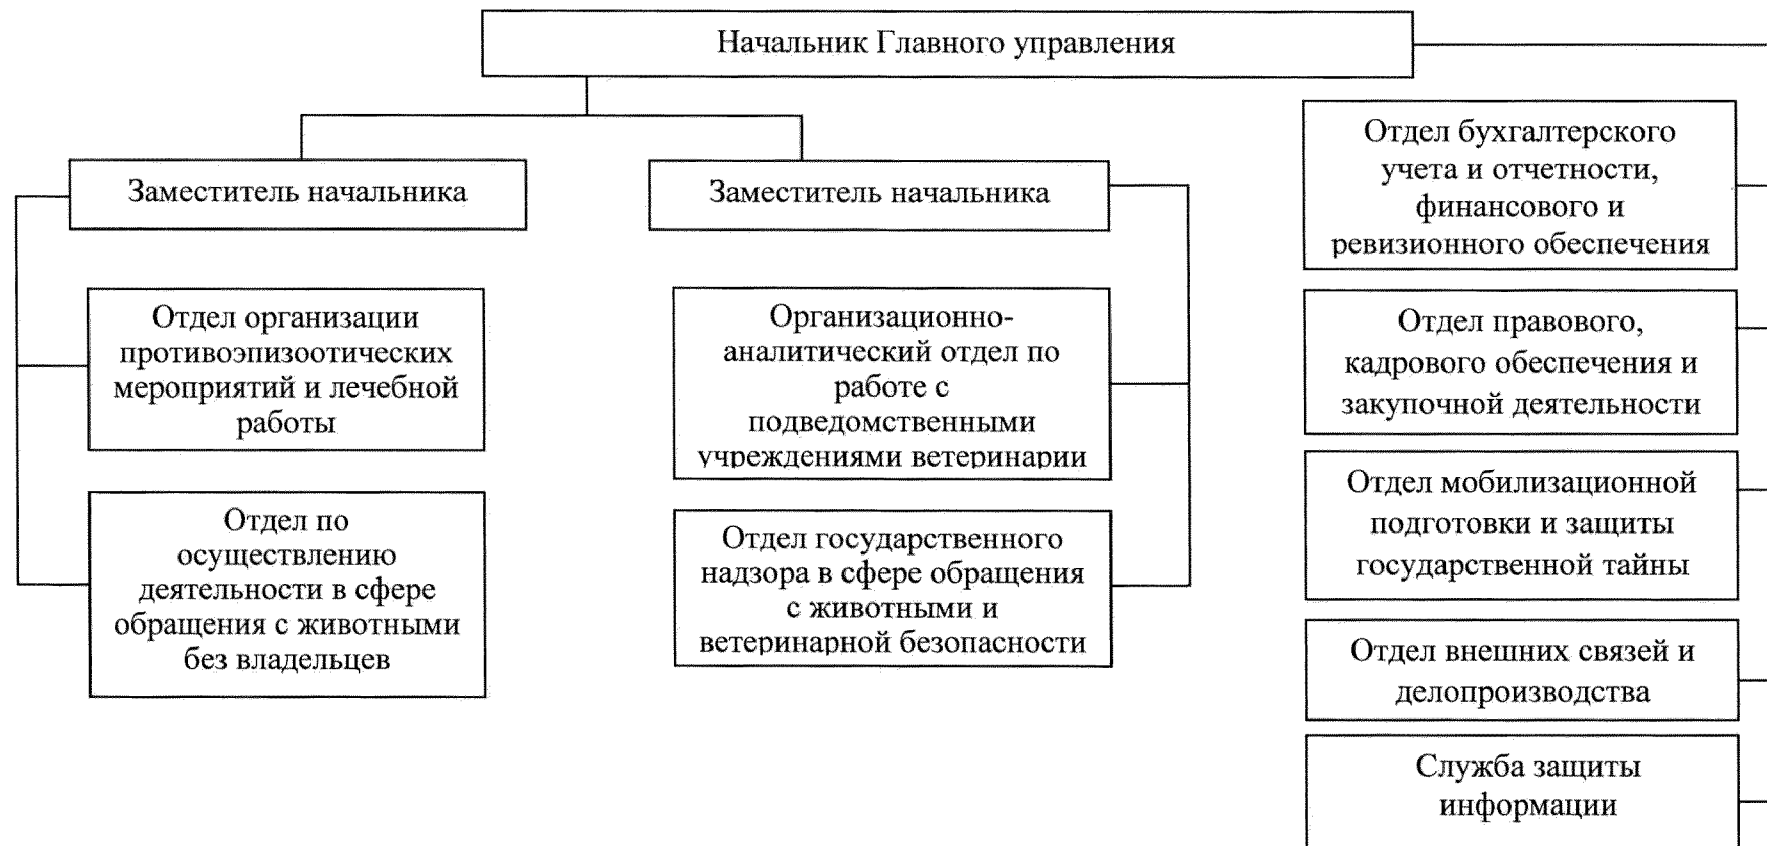 Начальник Главного управления
Заместитель начальника
Отдел организации
противоэпизоотических
мероприятий и лечебной
работы
Отдел по
осуществлению
деятельности в сфере
обращения с животными
без владельцев
Заместитель начальника
Организационно-
аналитический отдел по
работе с
подведомственными
учреждениями ветеринарии
Отдел государственного
надзора в сфере обращения
с животными и
ветеринарной безопасности
Отдел бухгалтерского
учета и отчетности,
финансового и
ревизионного обеспечения
Отдел правового,
кадрового обеспечения и
закупочной деятельности
Отдел мобилизационной
подготовки и защиты
государственной тайны
Отдел внешних связей и
делопроизводства
Служба защиты
информации